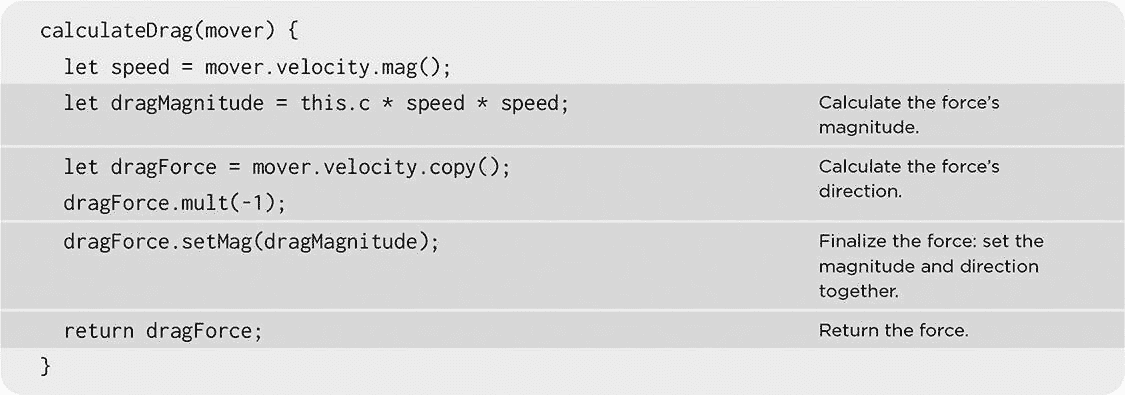 calculateDrag(mover) {
let speed = mover.velocity.mag();
let dragMagnitude = this.c * speed * speed;
Calculate the force's
magnitude.
let dragForce = mover.velocity.copy();
dragForce.mult(-1);
Calculate the force's
direction.
dragForce.setMag(dragMagnitude);
Finalize the force: set the
magnitude and direction
together.
return dragForce;
Return the force.
}